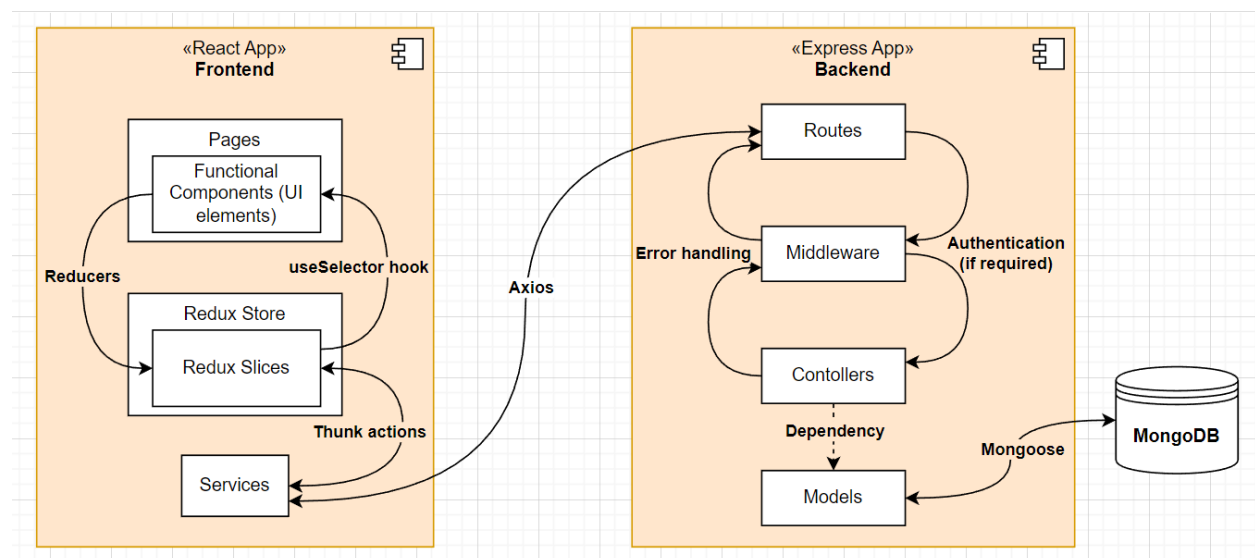 «React App»
Frontend
Pages
Functional
Components (UI
elements)
Reducers
useSelector hook
Redux Store
Redux Slices
Thunk actions
Services
Axios
«Express App»
Backend
Routes
Error handling
Middleware
Authentication
(if required)
Contollers
Dependency
Models
Mongoose
MongoDB